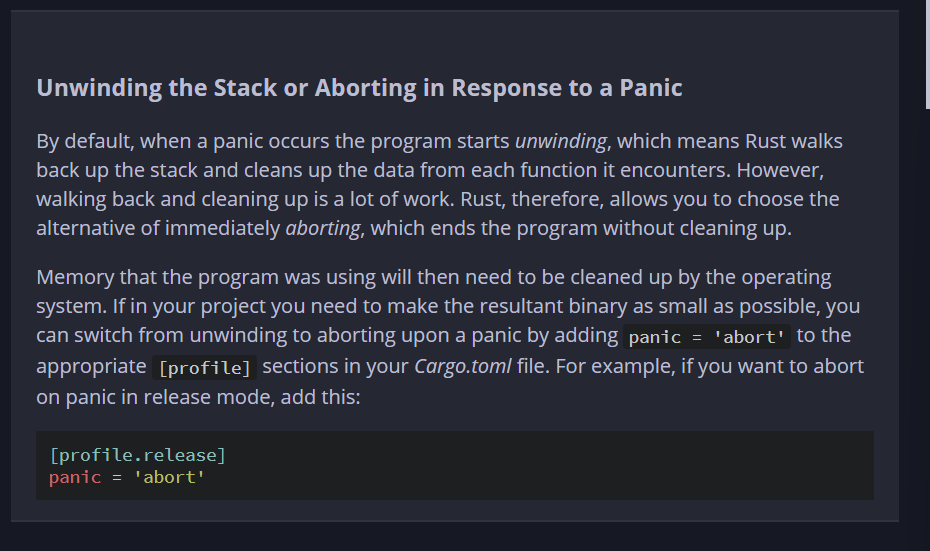 Unwinding the Stack or Aborting in Response to a Panic
By default, when a panic occurs the program starts unwinding, which means Rust walks
back up the stack and cleans up the data from each function it encounters. However,
walking back and cleaning up is a lot of work. Rust, therefore, allows you to choose the
alternative of immediately aborting, which ends the program without cleaning up.
Memory that the program was using will then need to be cleaned up by the operating
system. If in your project you need to make the resultant binary as small as possible, you
can switch from unwinding to aborting upon a panic by adding panic = 'abort' to the
appropriate [profile] sections in your Cargo.toml file. For example, if you want to abort
on panic in release mode, add this:
[profile.release]
panic = 'abort'